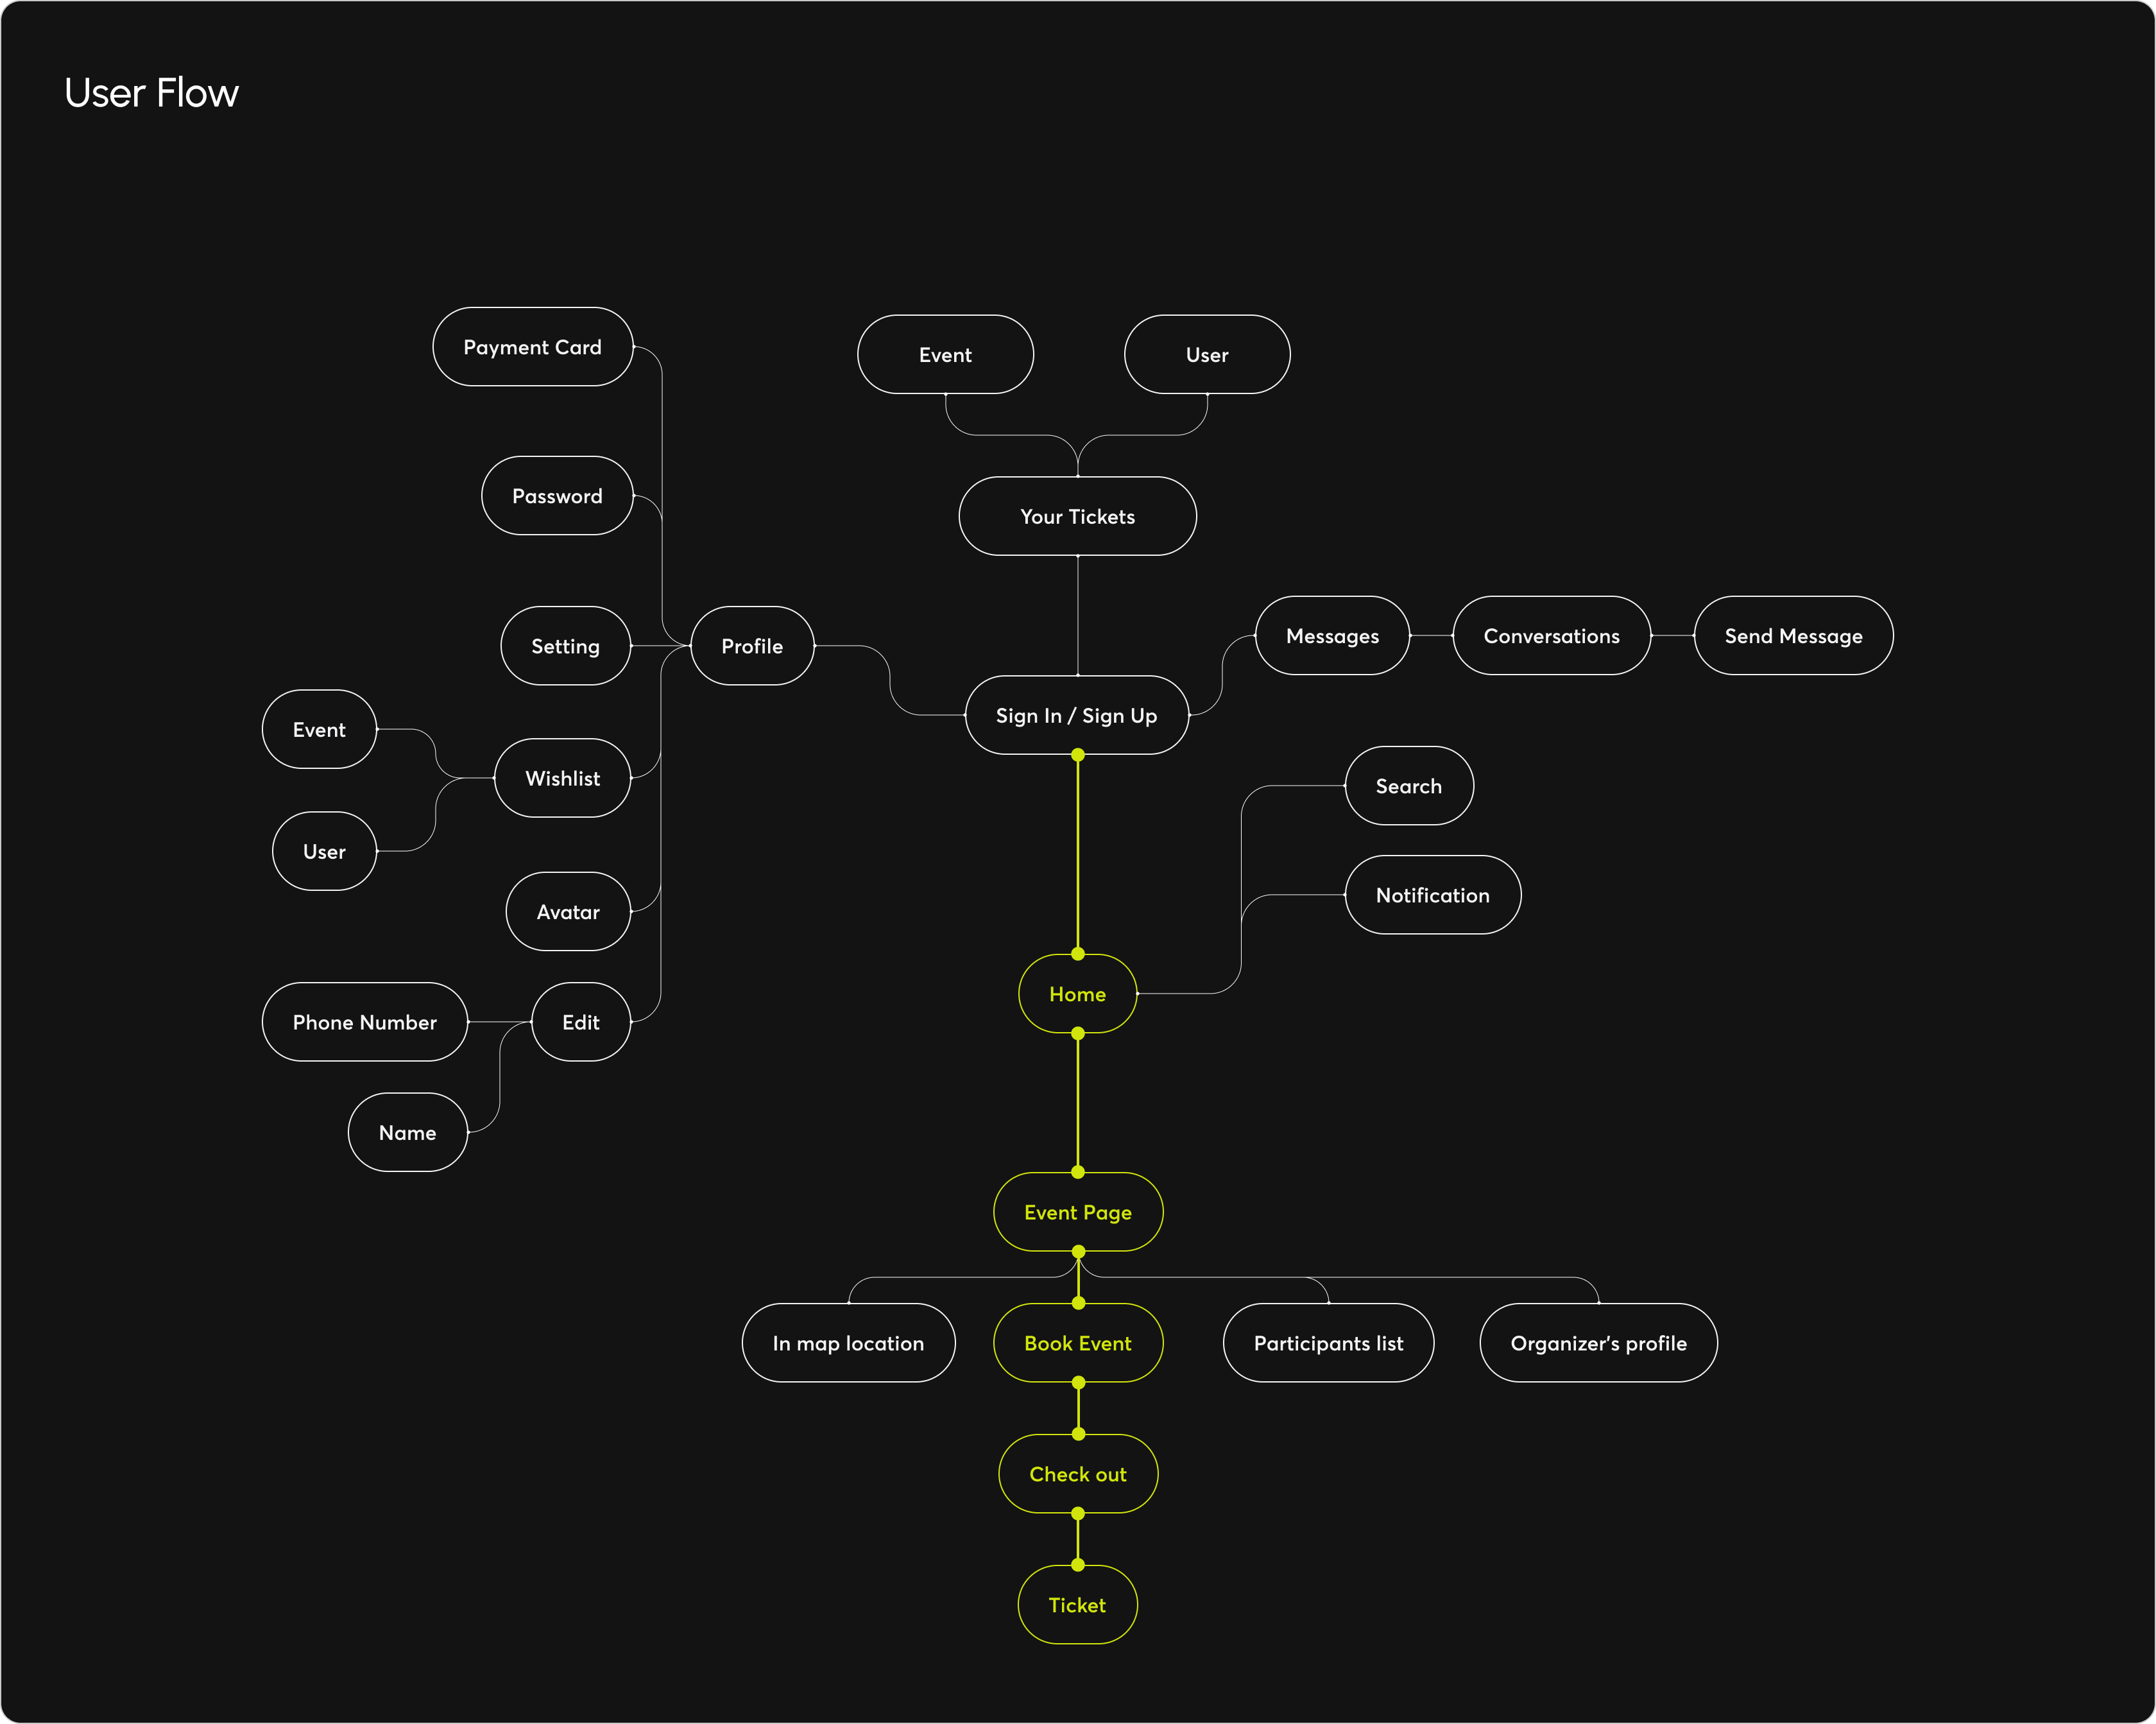 User Flow
Payment Card
Event
User
Password
Your Tickets
Setting
Profile
Messages
Conversations
Send Message
Sign In / Sign Up
Event
Wishlist
Search
User
Notification
Avatar
Home
Phone Number
Edit
Name
Event Page
In map location
Book Event
Participants list
Organizer's profile
Check out
Ticket